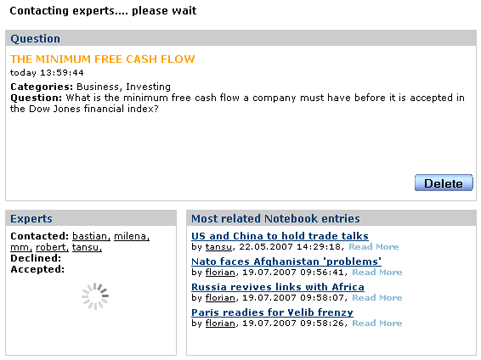 Contacting experts.... please wait
Question
THE MINIMUM FREE CASH FLOW
today 13:59:44
Categories: Business, Investing
Question: What is the minimum free cash flow a company must have before it is accepted in
the Dow Jones financial index?
Delete
Experts
Contacted: bastian, milena,
mm, robert, tansu,
Declined:
Accepted:
Most related Notebook entries
US and China to hold trade talks
by tansu, 22.05.2007 14:29:18, Read More
Nato faces Afghanistan 'problems'
by florian, 19.07.2007 09:56:41, Read More
Russia revives links with Africa
by florian, 19.07.2007 09:58:07, Read More
Paris readies for Velib frenzy
by florian, 19.07.2007 09:58:26, Read More